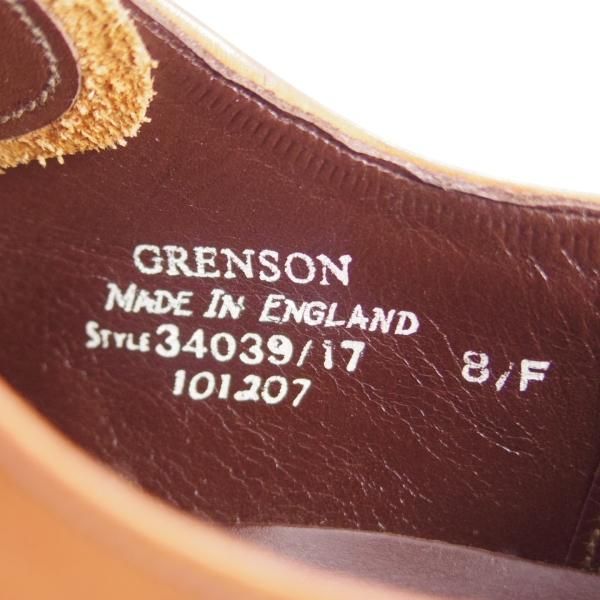 GRENSON
MADE IN ENGLAND
STYLE 34039/17 8/F
101207